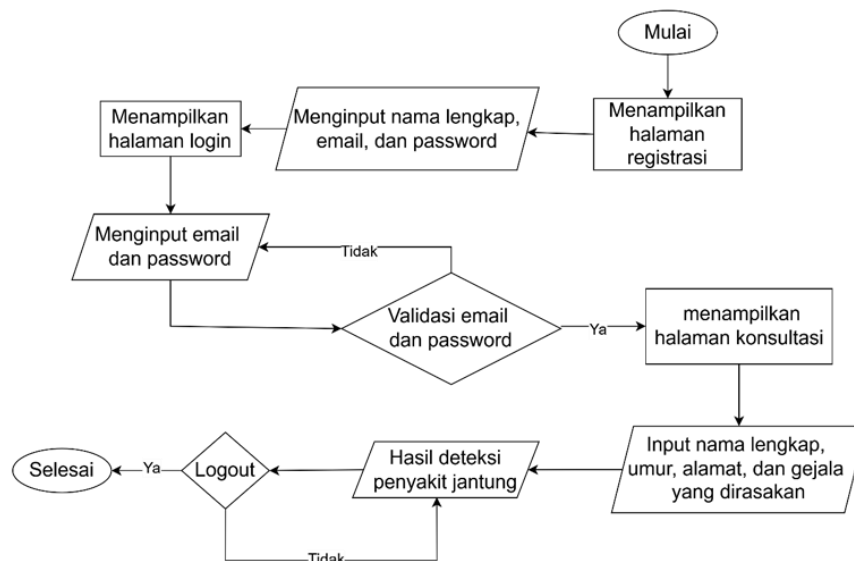 Mulai
Menampilkan
halaman
registrasi
Menginput nama lengkap,
email, dan password
Menampilkan
halaman login
Menginput email
dan password
Tidak
Validasi email
dan password
Ya
menampilkan
halaman konsultasi
Input nama lengkap,
umur, alamat, dan gejala
yang dirasakan
Hasil deteksi
penyakit jantung
Logout
Ya
Selesai
Tidak